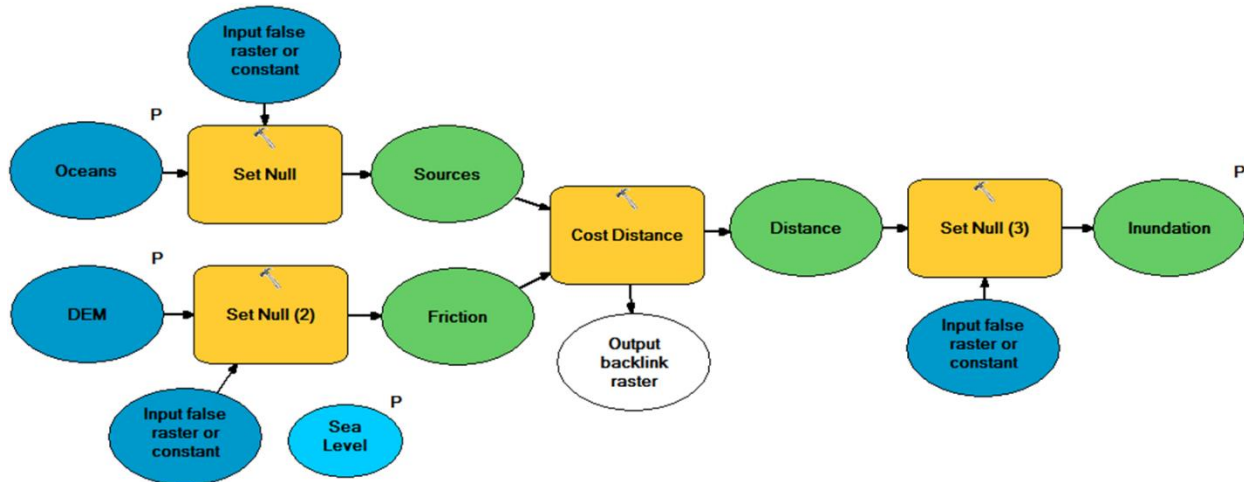 Input false
raster or
constant
P
Oceans
Set Null
Sources
P
DEM
Set Null (2)
Friction
Input false
raster or
constant
P
Sea
Level
Cost Distance
Output
backlink
raster
Distance
Set Null (3)
Input false
raster or
constant
P
Inundation